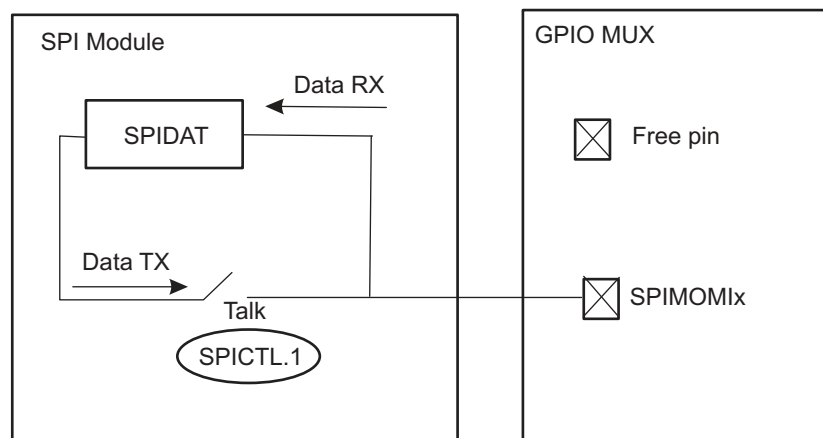 SPI Module
GPIO MUX
Data RX
SPIDAT
Free pin
Data TX
Talk
SPIMOMIx
SPICTL.1